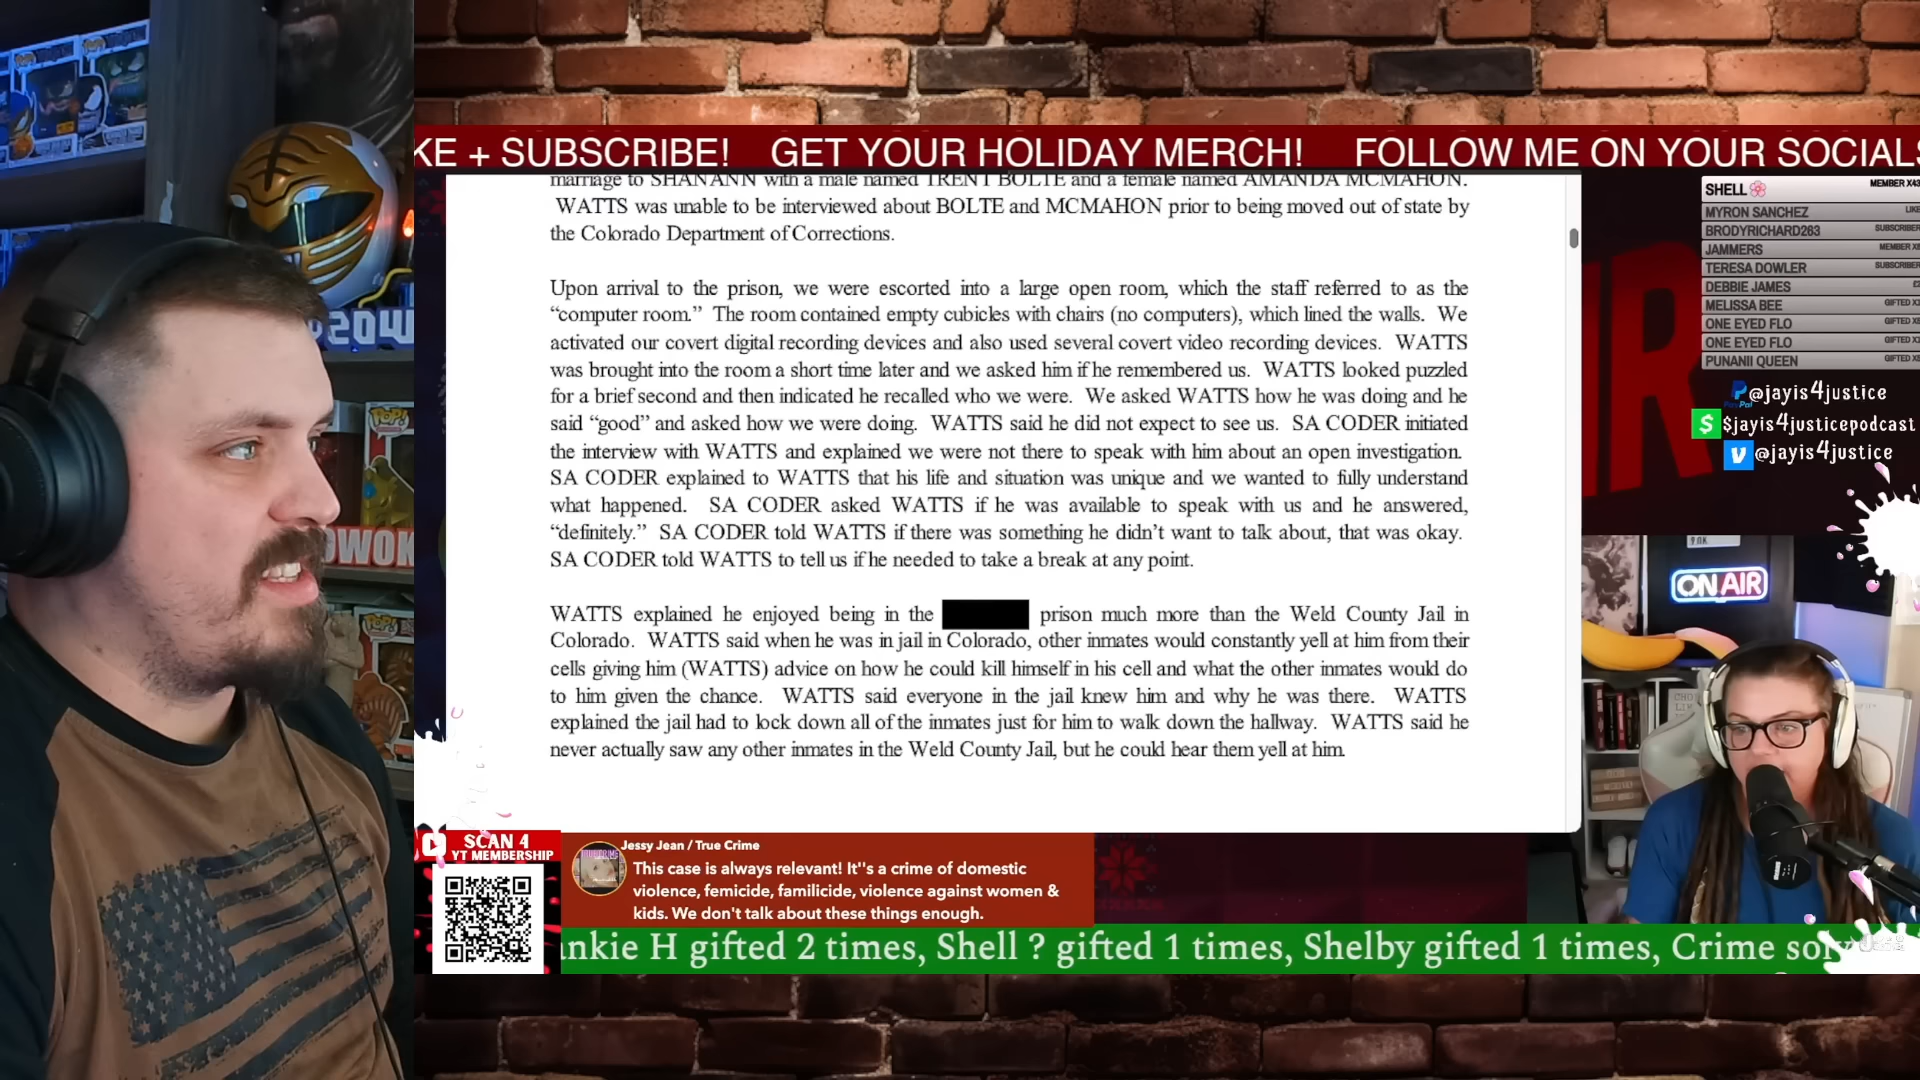 KE + SUBSCRIBE! GET YOUR HOLIDAY MERCH! FOLLOW ME ON YOUR SOCIALS
marriage to SHANANN with a male named TRENT BOLTE and a female named AMANDA MCMAHON.
WATTS was unable to be interviewed about BOLTE and MCMAHON prior to being moved out of state by
the Colorado Department of Corrections.
Upon arrival to the prison, we were escorted into a large open room, which the staff referred to as the
“computer room.” The room contained empty cubicles with chairs (no computers), which lined the walls. We
activated our covert digital recording devices and also used several covert video recording devices. WATTS
was brought into the room a short time later and we asked him if he remembered us. WATTS looked puzzled
for a brief second and then indicated he recalled who we were. We asked WATTS how he was doing and he
said “good” and asked how we were doing. WATTS said he did not expect to see us. SA CODER initiated
the interview with WATTS and explained we were not there to speak with him about an open investigation.
SA CODER explained to WATTS that his life and situation was unique and we wanted to fully understand
what happened. SA CODER asked WATTS if he was available to speak with us and he answered,
“definitely.” SA CODER told WATTS if there was something he didn’t want to talk about, that was okay.
SA CODER told WATTS to tell us if he needed to take a break at any point.
WATTS explained he enjoyed being in the prison much more than the Weld County Jail in
Colorado. WATTS said when he was in jail in Colorado, other inmates would constantly yell at him from their
cells giving him (WATTS) advice on how he could kill himself in his cell and what the other inmates would do
to him given the chance. WATTS said everyone in the jail knew him and why he was there. WATTS
explained the jail had to lock down all of the inmates just for him to walk down the hallway. WATTS said he
never actually saw any other inmates in the Weld County Jail, but he could hear them yell at him.
SHELL🌸 MEMBER X43
MYRON SANCHEZ LIKE
BRODYRICHARD263 SUBSCRIBER
JAMMERS MEMBER X
TERESA DOWLER SUBSCRIBER
DEBBIE JAMES
MELISSA BEE GIFTED X
ONE EYED FLO GIFTED X
ONE EYED FLO GIFTED X
PUNANII QUEEN GIFTED X
@jayis4justice
$jayis4justicepodcast
@jayis4justice
ON AIR
POP!
POP!
SCAN 4
YT MEMBERSHIP
Jessy Jean / True Crime
This case is always relevant! It''s a crime of domestic
violence, femicide, familicide, violence against women &
kids. We don't talk about these things enough.
nkie H gifted 2 times, Shell ? gifted 1 times, Shelby gifted 1 times, Crime so